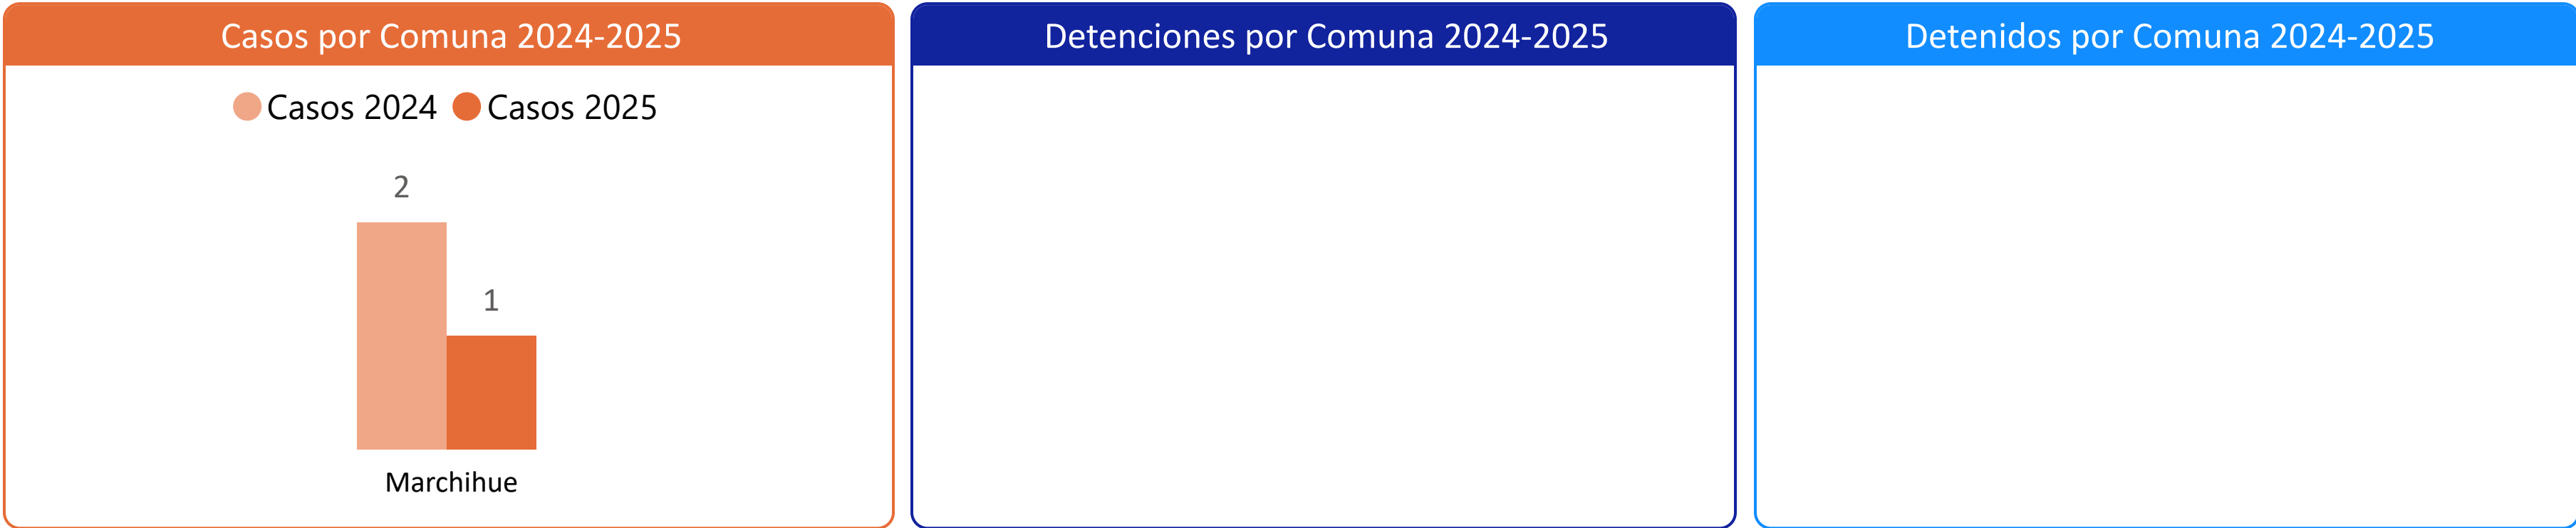 Casos por Comuna 2024-2025
Casos 2024 Casos 2025
2
1
Marchihue
Detenciones por Comuna 2024-2025
Detenidos por Comuna 2024-2025